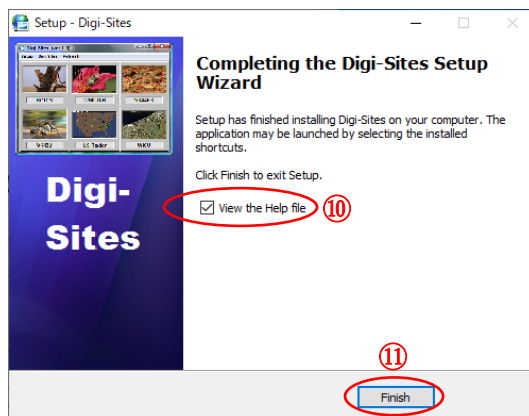 Setup - Digi-Sites
Completing the Digi-Sites Setup
Wizard
Setup has finished installing Digi-Sites on your computer. The
application may be launched by selecting the installed
shortcuts.
Click Finish to exit Setup.
View the Help file
⑩
Digi-
Sites
⑪
Finish